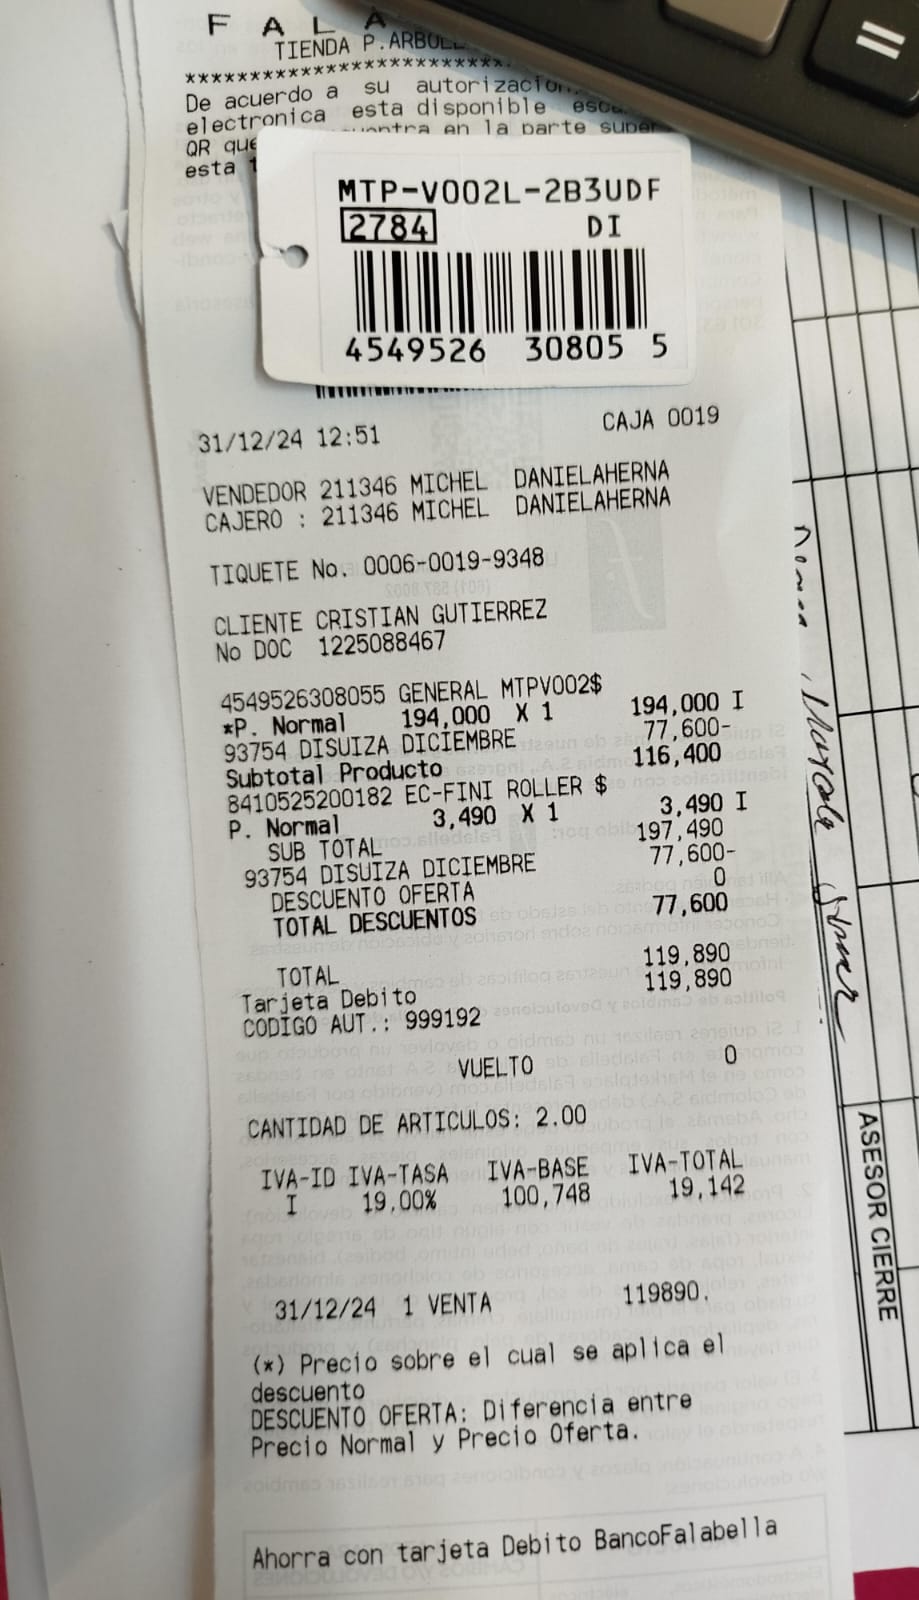 F A L A
TIENDA P.ARBOL
************************
De acuerdo a su autorizacion
electronica esta disponible
QR que en la parte
esta
MTP-V002L-2B3UDF
2784 DI
4549526 30805 5
31/12/24 12:51 CAJA 0019
VENDEDOR 211346 MICHEL DANIELAHERNA
CAJERO : 211346 MICHEL DANIELAHERNA
TIQUETE No. 0006-0019-9348
CLIENTE CRISTIAN GUTIERREZ
No DOC 1225088467
4549526308055 GENERAL MTPV002$
*P. Normal 194,000 X 1 194,000 I
93754 DISUIZA DICIEMBRE 77,600-
Subtotal Producto 116,400
8410525200182 EC-FINI ROLLER $
P. Normal 3,490 X 1 3,490 I
SUB TOTAL 197,490
93754 DISUIZA DICIEMBRE 77,600-
DESCUENTO OFERTA 0
TOTAL DESCUENTOS 77,600
TOTAL 119,890
Tarjeta Debito 119,890
CODIGO AUT.: 999192
VUELTO 0
CANTIDAD DE ARTICULOS: 2.00
IVA-ID IVA-TASA IVA-BASE IVA-TOTAL
I 19,00% 100,748 19,142
31/12/24 1 VENTA 119890.
(*) Precio sobre el cual se aplica el
descuento
DESCUENTO OFERTA: Diferencia entre
Precio Normal y Precio Oferta.
Ahorra con tarjeta Debito BancoFalabella
ASESOR CIERRE
=